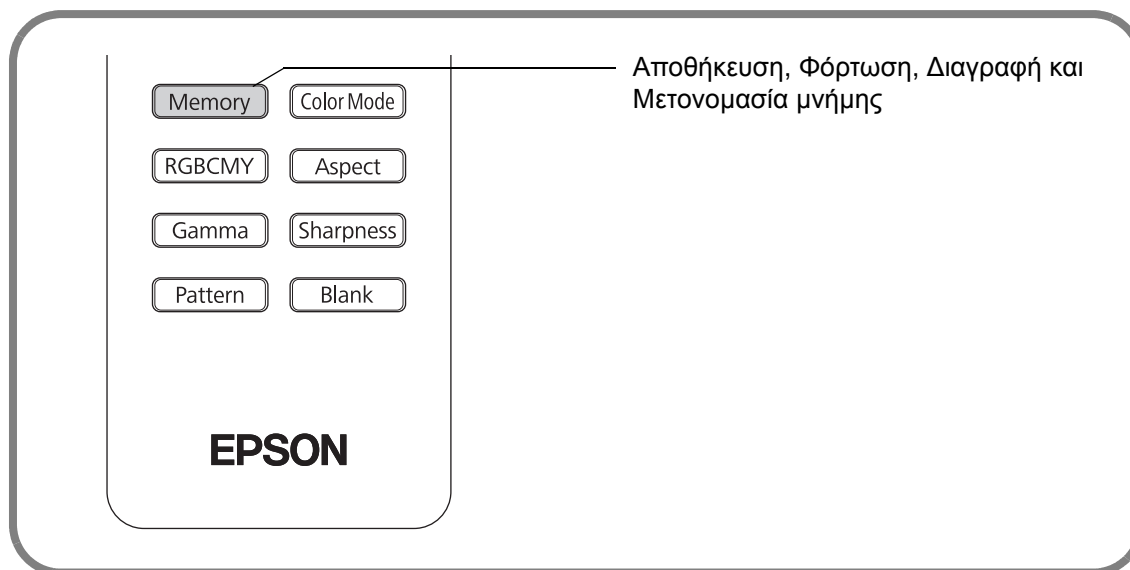 Αποθήκευση, Φόρτωση, Διαγραφή και
Μετονομασία μνήμης
Memory Color Mode
RGBCMY Aspect
Gamma Sharpness
Pattern Blank
EPSON